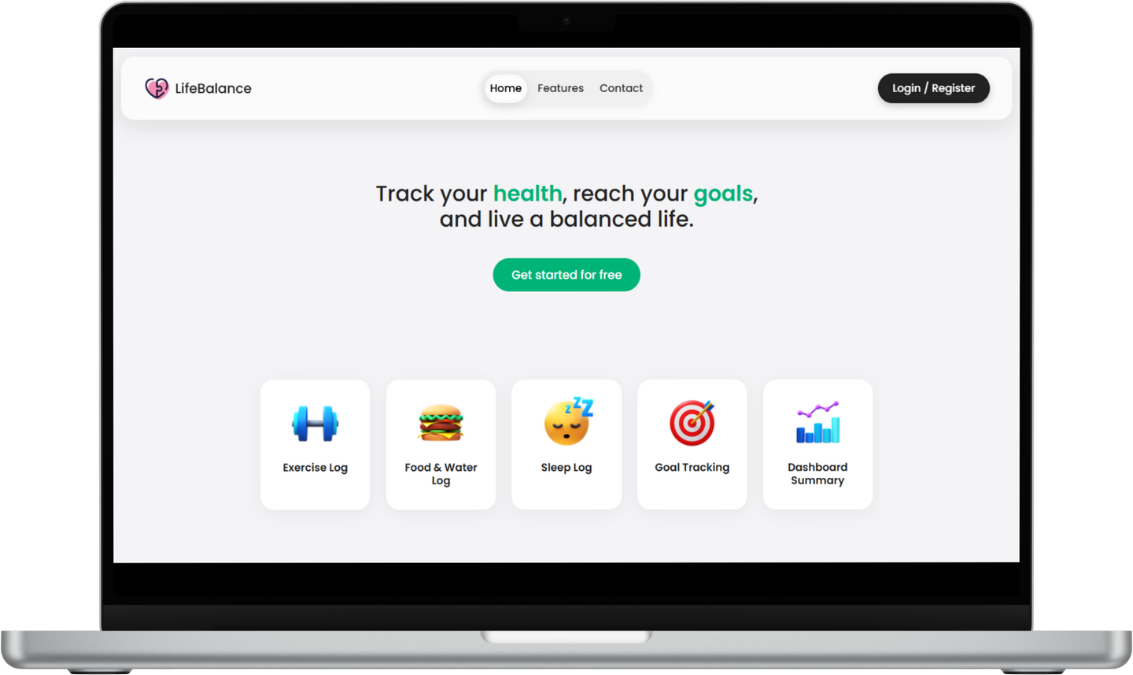 LifeBalance
Home
Features
Contact
Login / Register
Track your health, reach your goals,
and live a balanced life.
Get started for free
Exercise Log
Food & Water
Log
Sleep Log
Goal Tracking
Dashboard
Summary